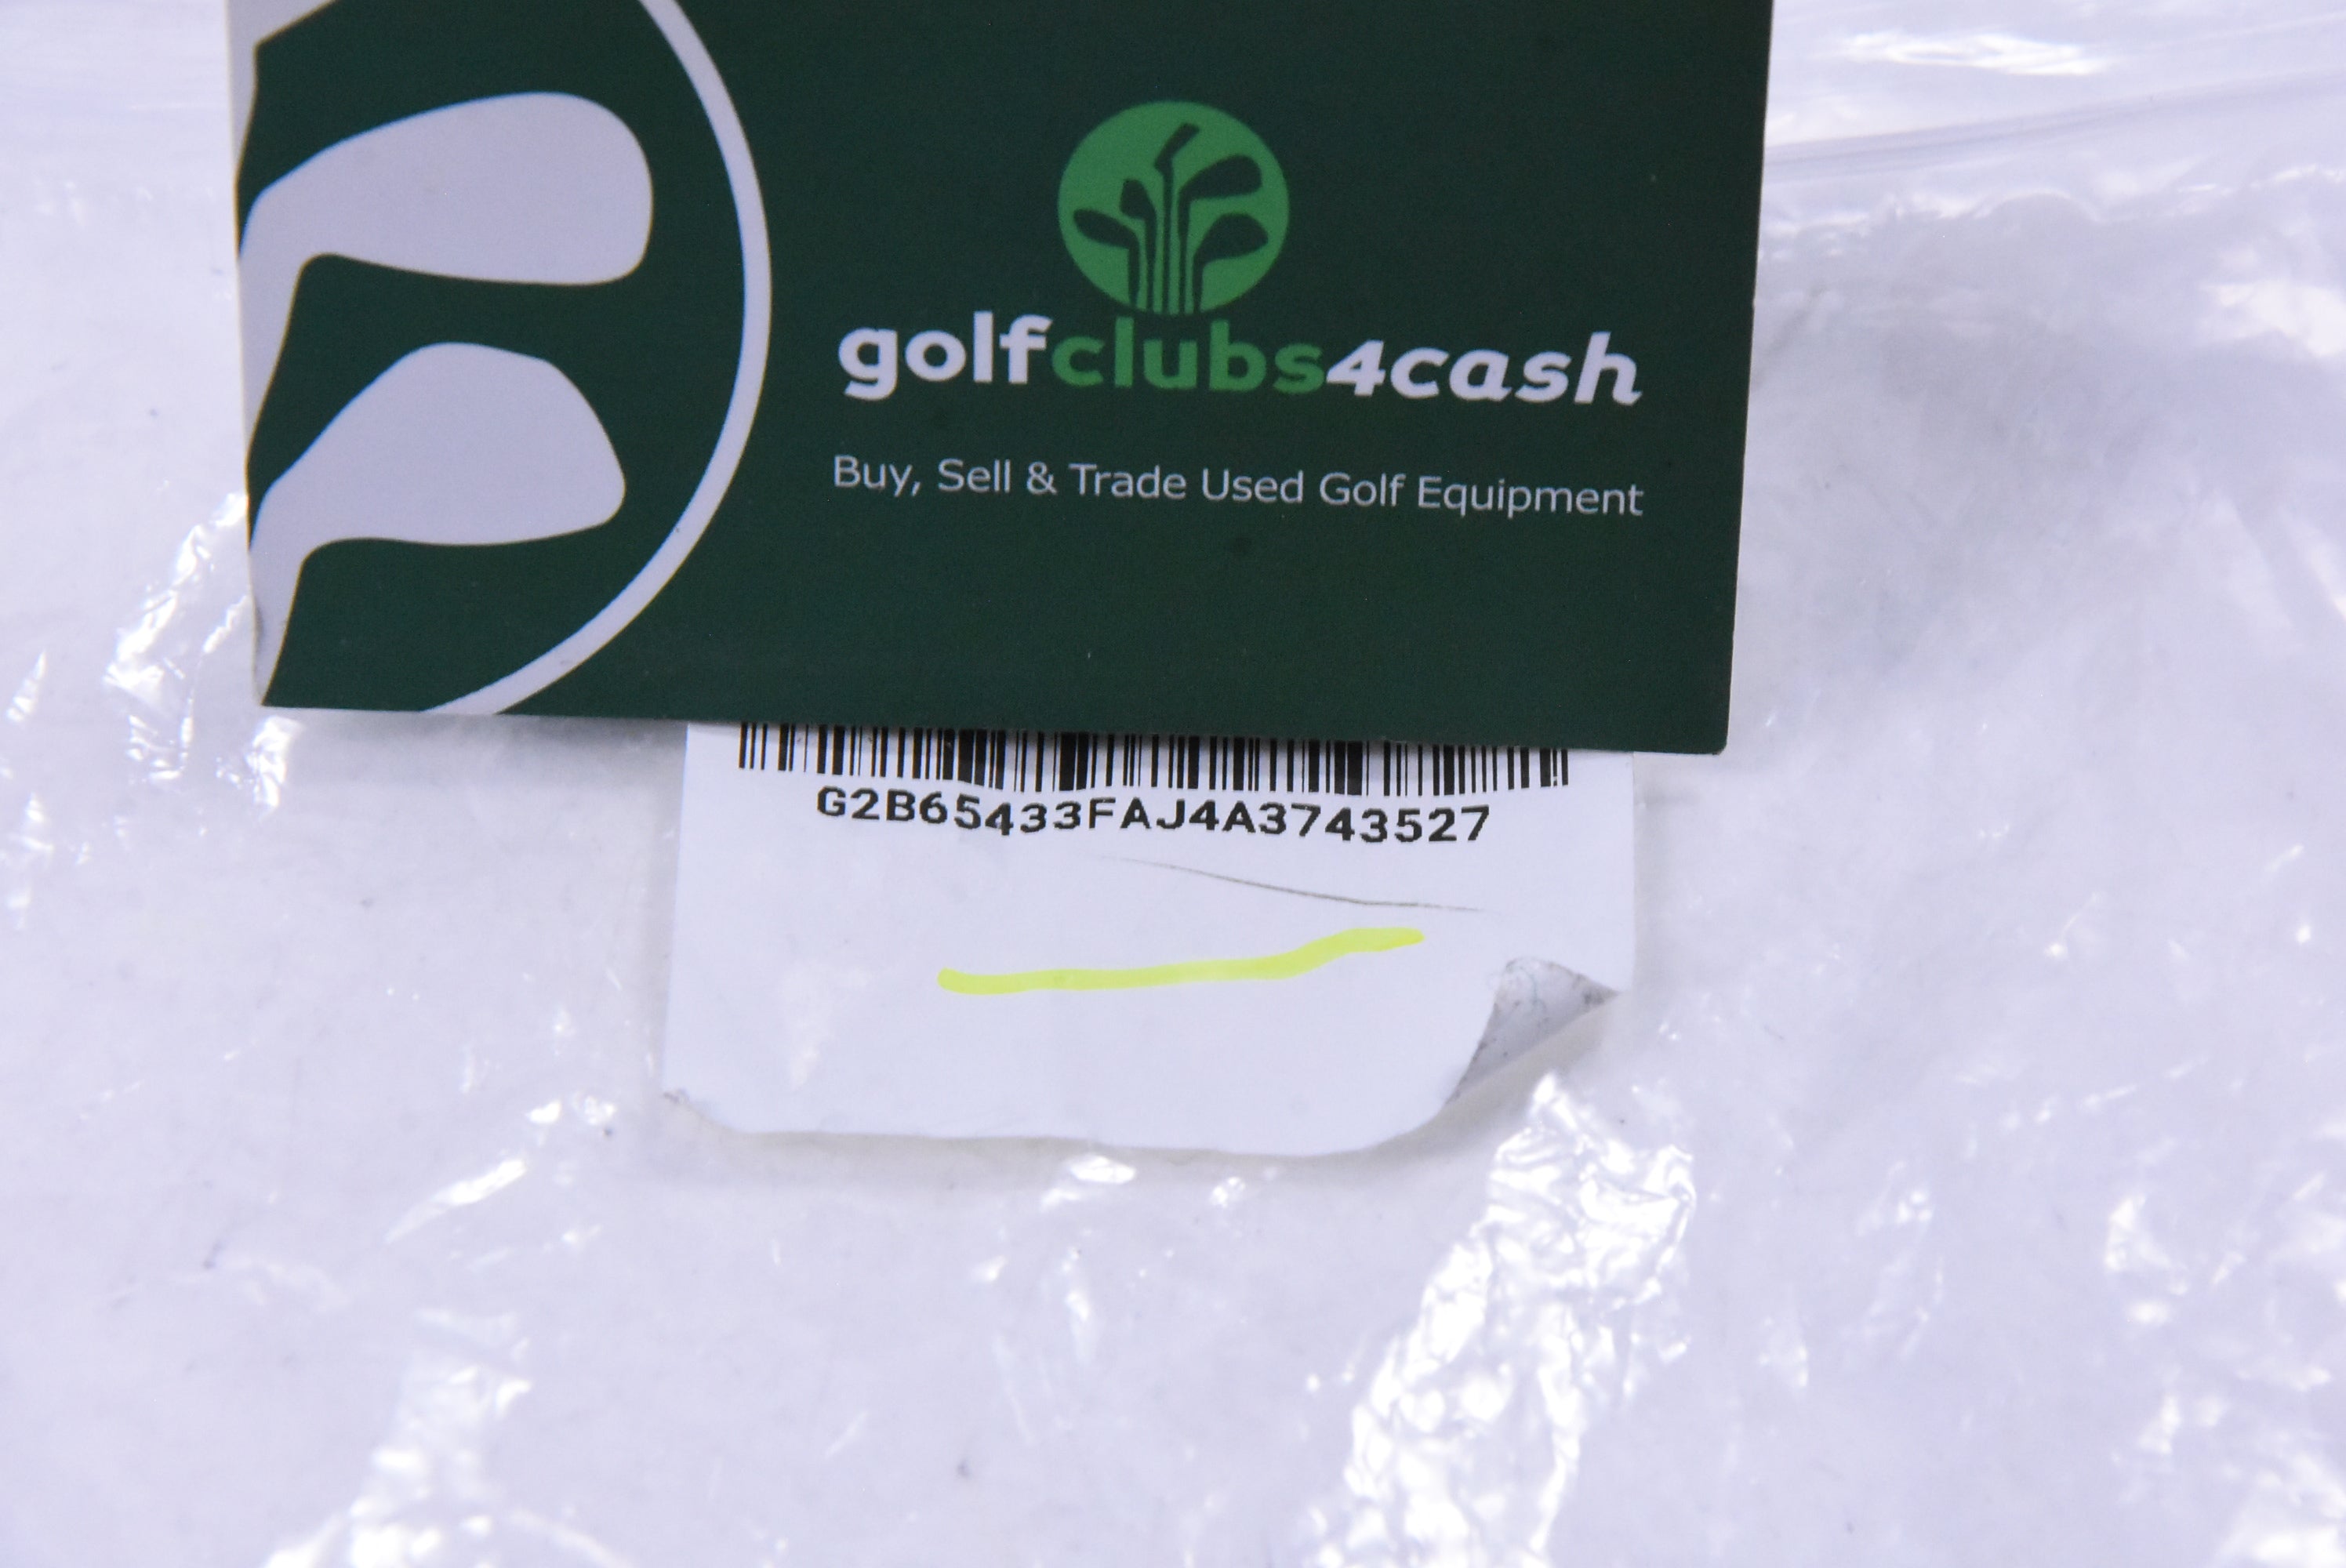 golfclubs4cash
Buy, Sell & Trade Used Golf Equipment
G2B65433FAJ4A3743527